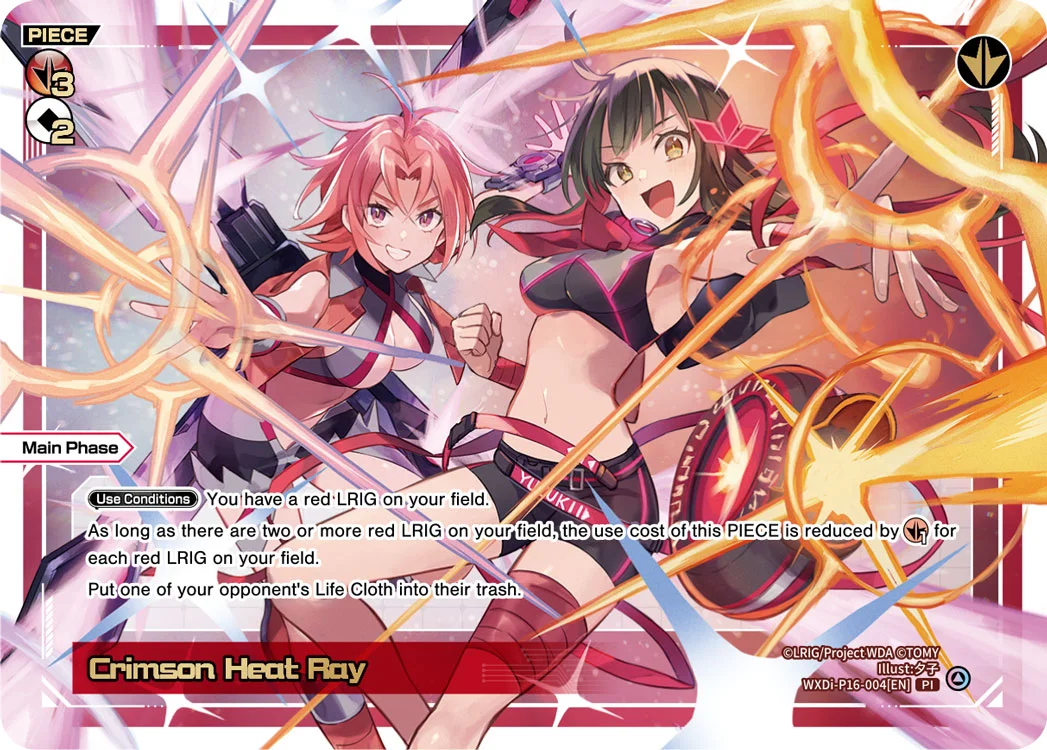 PIECE
3
2
Main Phase
Use Conditions You have a red LRIG on your field.
As long as there are two or more red LRIG on your field, the use cost of this PIECE is reduced by 1 for
each red LRIG on your field.
Put one of your opponent's Life Cloth into their trash.
Crimson Heat Ray
©LRIG/Project WDA ©TOMY
Illust:夕子
WXDi-P16-004[EN] PI
YUZUKI